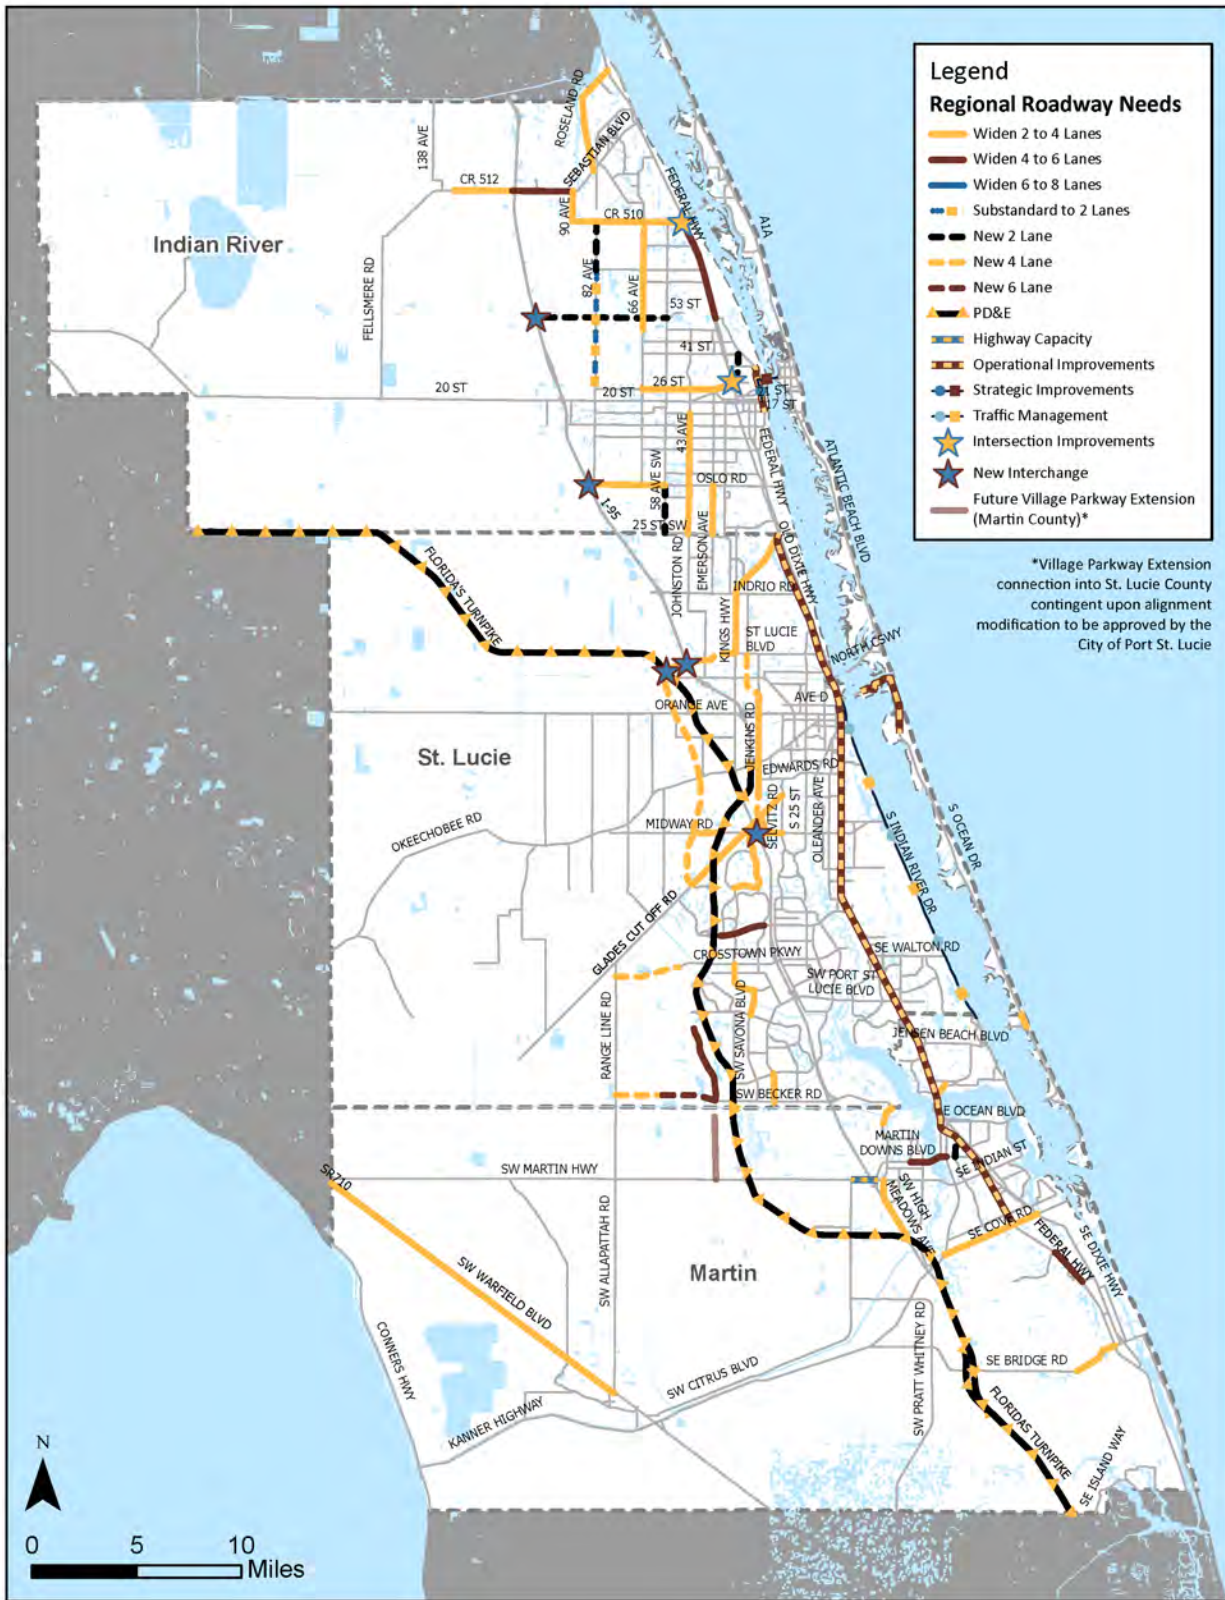 Legend
Regional Roadway Needs
Widen 2 to 4 Lanes
Widen 4 to 6 Lanes
Widen 6 to 8 Lanes
Substandard to 2 Lanes
New 2 Lane
New 4 Lane
New 6 Lane
PD&E
Highway Capacity
Operational Improvements
Strategic Improvements
Traffic Management
Intersection Improvements
New Interchange
Future Village Parkway Extension
(Martin County)*
*Village Parkway Extension
connection into St. Lucie County
contingent upon alignment
modification to be approved by the
City of Port St. Lucie
ROSELAND RD
138 AVE
SEBASTIAN BLVD
CR 512
FEDERAL HWY
90 AVE
CR 510
A1A
Indian River
FELLSMERE RD
82 AVE
66 AVE
53 ST
41 ST
20 ST
20 ST
26 ST
21 ST
17 ST
43 AVE
FEDERAL HWY
ATLANTIC BEACH BLVD
58 AVE SW
OSLO RD
I-95
25 ST SW
EMERSON AVE
JOHNSTON RD
OLD DIXIE HWY
FLORIDA'S TURNPIKE
INDRIO RD
KINGS HWY
ST LUCIE
BLVD
NORTH CSWY
ORANGE AVE
AVE D
JENKINS RD
St. Lucie
EDWARDS RD
SELVITZ RD
S 25 ST
OLEANDER AVE
MIDWAY RD
OKEECHOBEE RD
S INDIAN RIVER DR
S OCEAN DR
GLADES CUT OFF RD
CROSSTOWN PKWY
SE WALTON RD
SW PORT ST
LUCIE BLVD
RANGE LINE RD
SW SAVONA BLVD
JENSEN BEACH BLVD
SW BECKER RD
E OCEAN BLVD
MARTIN
DOWNS BLVD
SE INDIAN ST
SW MARTIN HWY
SR710
SW HIGH
MEADOWS AVE
SE COVE RD
FEDERAL HWY
SE DIXIE HWY
SW ALLAPATTAH RD
Martin
SW WARFIELD BLVD
CONNERS HWY
SW PRATT WHITNEY RD
SE BRIDGE RD
SW CITRUS BLVD
KANNER HIGHWAY
FLORIDAS TURNPIKE
SE ISLAND WAY
N
0 5 10
Miles